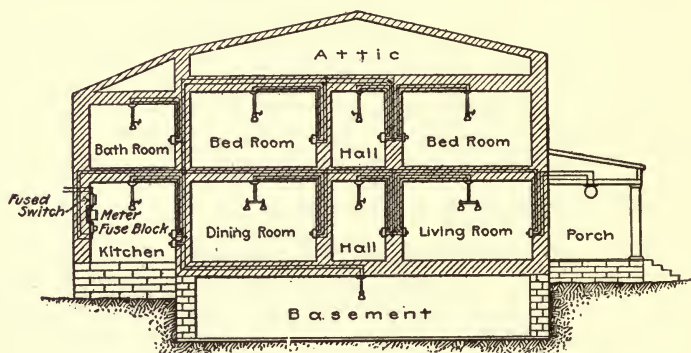 Attic
Bath Room
Bed Room
Hall
Bed Room
Fused
Switch
Meter
Fuse Block
Kitchen
Dining Room
Hall
Living Room
Porch
Basement